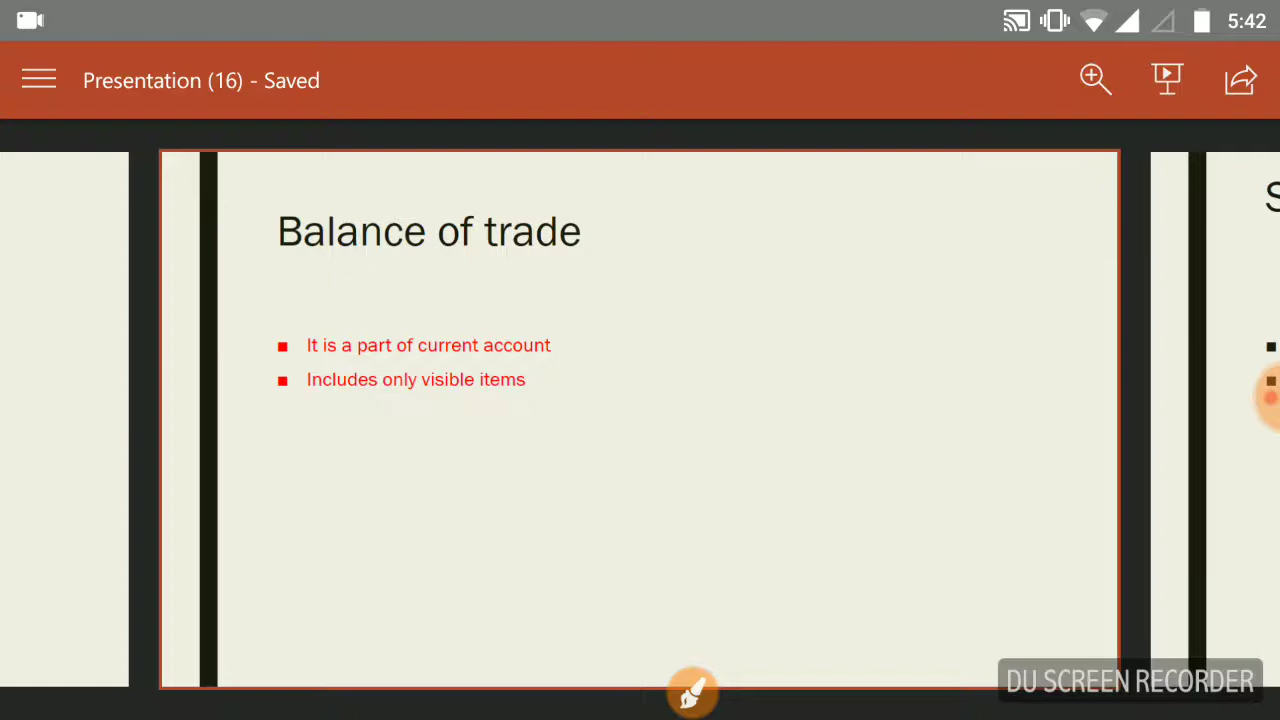 5:42
Presentation (16) - Saved
Balance of trade
S
■ It is a part of current account
■ Includes only visible items
DU SCREEN RECORDER